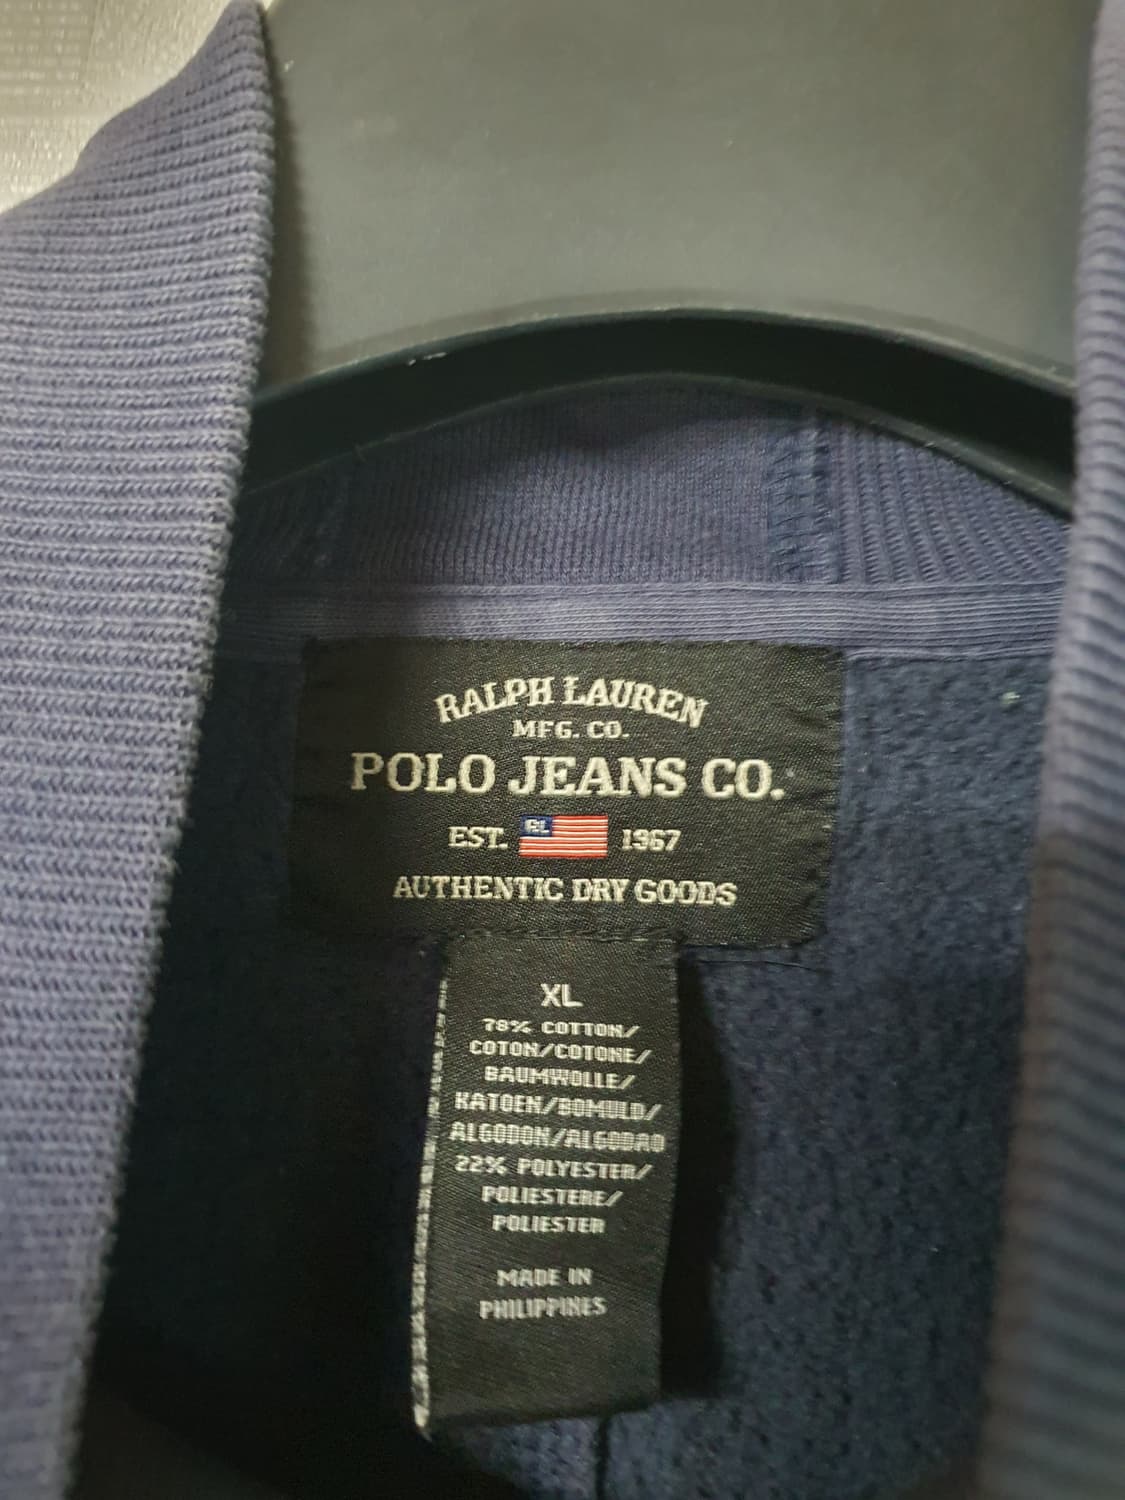 RALPH LAUREN
MFG. CO.
POLO JEANS CO.
EST. RL 1967
AUTHENTIC DRY GOODS
XL
78% COTTON/
COTON/COTONE/
BAUMWOLLE/
KATOEN/BOMULD/
ALGODON/ALGODAO
22% POLYESTER/
POLIESTERE/
POLIESTER
MADE IN
PHILIPPINES